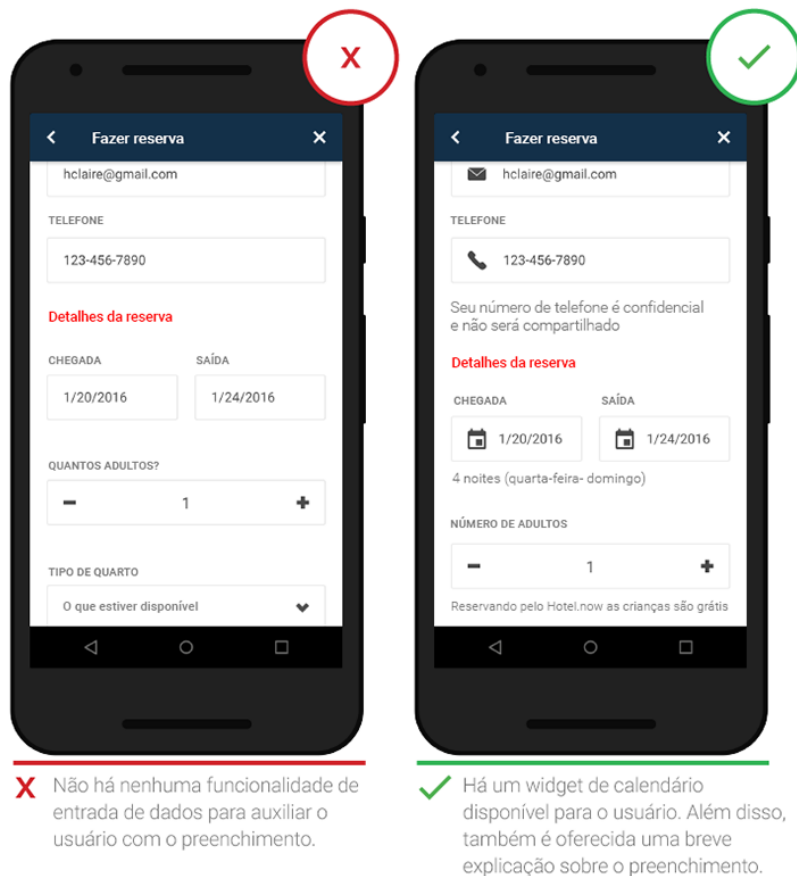 X
Fazer reserva
hclaire@gmail.com
TELEFONE
123-456-7890
Detalhes da reserva
CHEGADA SAÍDA
1/20/2016 1/24/2016
QUANTOS ADULTOS?
1
TIPO DE QUARTO
O que estiver disponível
X Não há nenhuma funcionalidade de
entrada de dados para auxiliar o
usuário com o preenchimento.
Fazer reserva
hclaire@gmail.com
TELEFONE
123-456-7890
Seu número de telefone é confidencial
e não será compartilhado
Detalhes da reserva
CHEGADA SAÍDA
1/20/2016 1/24/2016
4 noites (quarta-feira- domingo)
NÚMERO DE ADULTOS
1
Reservando pelo Hotel.now as crianças são grátis
Há um widget de calendário
disponível para o usuário. Além disso,
também é oferecida uma breve
explicação sobre o preenchimento.